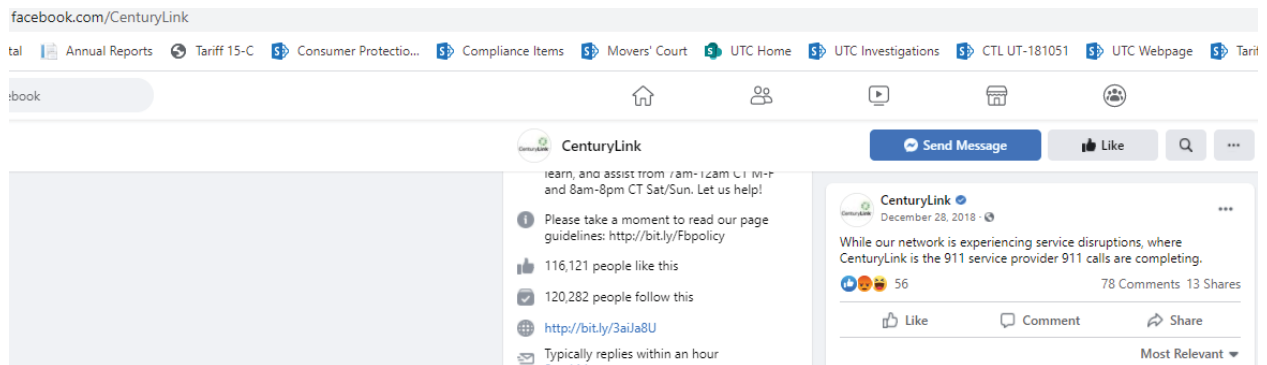 facebook.com/CenturyLink
tal Annual Reports Tariff 15-C Consumer Protectio... Compliance Items Movers' Court UTC Home UTC Investigations CTL UT-181051 UTC Webpage Tarif
ebook
CenturyLink
Send Message
Like
learn, and assist from 7am-12am CT M-F
and 8am-8pm CT Sat/Sun. Let us help!
Please take a moment to read our page
guidelines: http://bit.ly/Fbpolicy
116,121 people like this
120,282 people follow this
http://bit.ly/3aiJa8U
Typically replies within an hour
CenturyLink
December 28, 2018 ·
While our network is experiencing service disruptions, where
CenturyLink is the 911 service provider 911 calls are completing.
56
78 Comments 13 Shares
Like Comment Share
Most Relevant